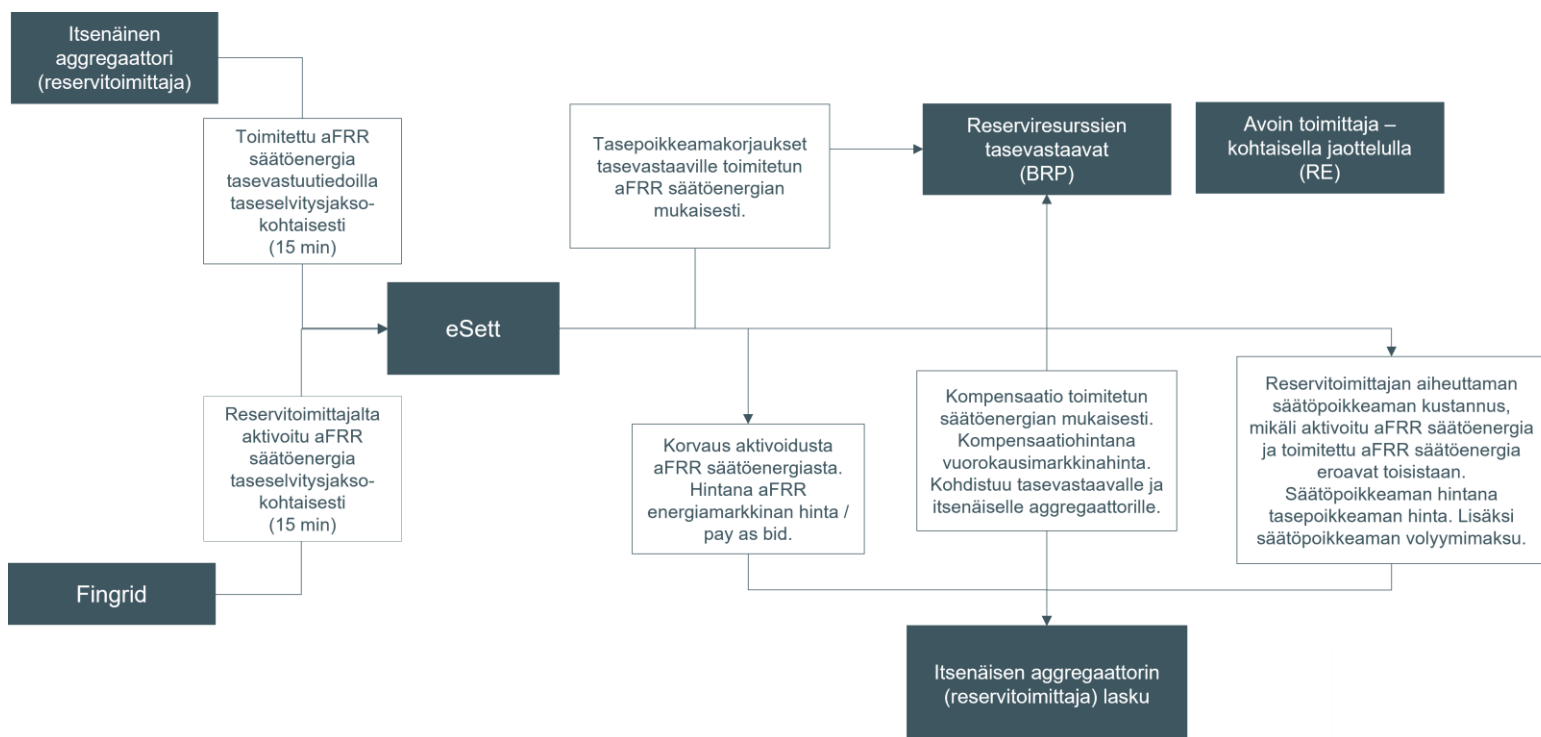 Itsenäinen
aggregaattori
(reservitoimittaja)
Toimitettu aFRR
säätöenergia
tasevastuutiedoilla
taseselvitysjakso-
kohtaisesti
(15 min)
Tasepoikkeamakorjaukset
tasevastaaville toimitetun
aFRR säätöenergian
mukaisesti.
Reserviresurssien
tasevastaavat
(BRP)
Avoin toimittaja –
kohtaisella jaottelulla
(RE)
eSett
Reservitoimittajalta
aktivoitu aFRR
säätöenergia
taseselvitysjakso-
kohtaisesti
(15 min)
Fingrid
Korvaus aktivoidusta
aFRR säätöenergiasta.
Hintana aFRR
energiamarkkinan hinta /
pay as bid.
Kompensaatio toimitetun
säätöenergian mukaisesti.
Kompensaatiohintana
vuorokausimarkkinahinta.
Kohdistuu tasevastaavalle ja
itsenäiselle aggregaattorille.
Reservitoimittajan aiheuttaman
säätöpoikkeaman kustannus,
mikäli aktivoitu aFRR säätöenergia
ja toimitettu aFRR säätöenergia
eroavat toisistaan.
Säätöpoikkeaman hintana
tasepoikkeaman hinta. Lisäksi
säätöpoikkeaman volyymimaksu.
Itsenäisen aggregaattorin
(reservitoimittaja) lasku